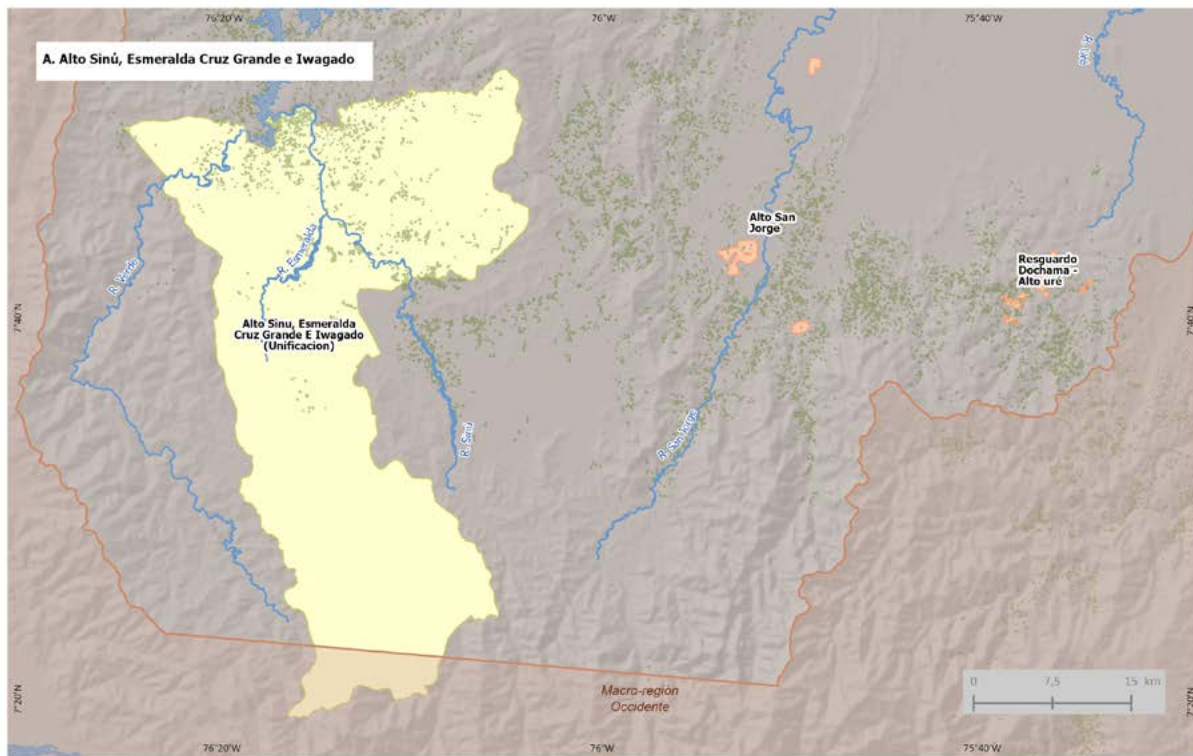 76°20'W
76°W
75°40'W
A. Alto Sinú, Esmeralda Cruz Grande e Iwagado
R. Uré
Alto San
Jorge
R. Esmeralda
R. Verde
Resguardo
Dochama -
Alto uré
7°40'N
7°40'N
Alto Sinu, Esmeralda
Cruz Grande E Iwagado
(Unificacion)
R. Sinú
R. San Jorge
7°20'N
Macro-región
Occidente
0 7,5 15 km
7°20'N
76°20'W
76°W
75°40'W